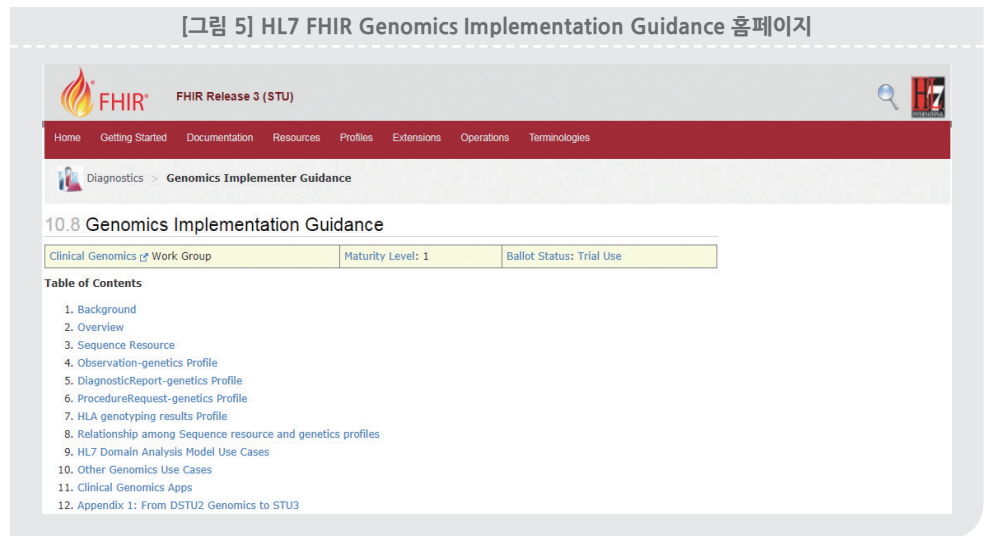 [그림 5] HL7 FHIR Genomics Implementation Guidance 홈페이지
FHIR® FHIR Release 3 (STU)
HL7
INTERNATIONAL
Home Getting Started Documentation Resources Profiles Extensions Operations Terminologies
Diagnostics > Genomics Implementer Guidance
10.8 Genomics Implementation Guidance
Clinical Genomics Work Group Maturity Level: 1 Ballot Status: Trial Use
Table of Contents
1. Background
2. Overview
3. Sequence Resource
4. Observation-genetics Profile
5. DiagnosticReport-genetics Profile
6. ProcedureRequest-genetics Profile
7. HLA genotyping results Profile
8. Relationship among Sequence resource and genetics profiles
9. HL7 Domain Analysis Model Use Cases
10. Other Genomics Use Cases
11. Clinical Genomics Apps
12. Appendix 1: From DSTU2 Genomics to STU3